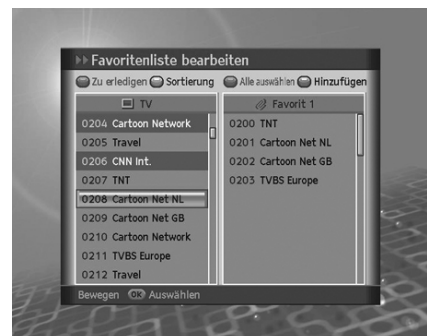 Favoritenliste bearbeiten
Zu erledigen Sortierung Alle auswählen Hinzufügen
TV
0204 Cartoon Network
0205 Travel
0206 CNN Int.
0207 TNT
0208 Cartoon Net NL
0209 Cartoon Net GB
0210 Cartoon Network
0211 TVBS Europe
0212 Travel
Favorit 1
0200 TNT
0201 Cartoon Net NL
0202 Cartoon Net GB
0203 TVBS Europe
Bewegen OK Auswählen